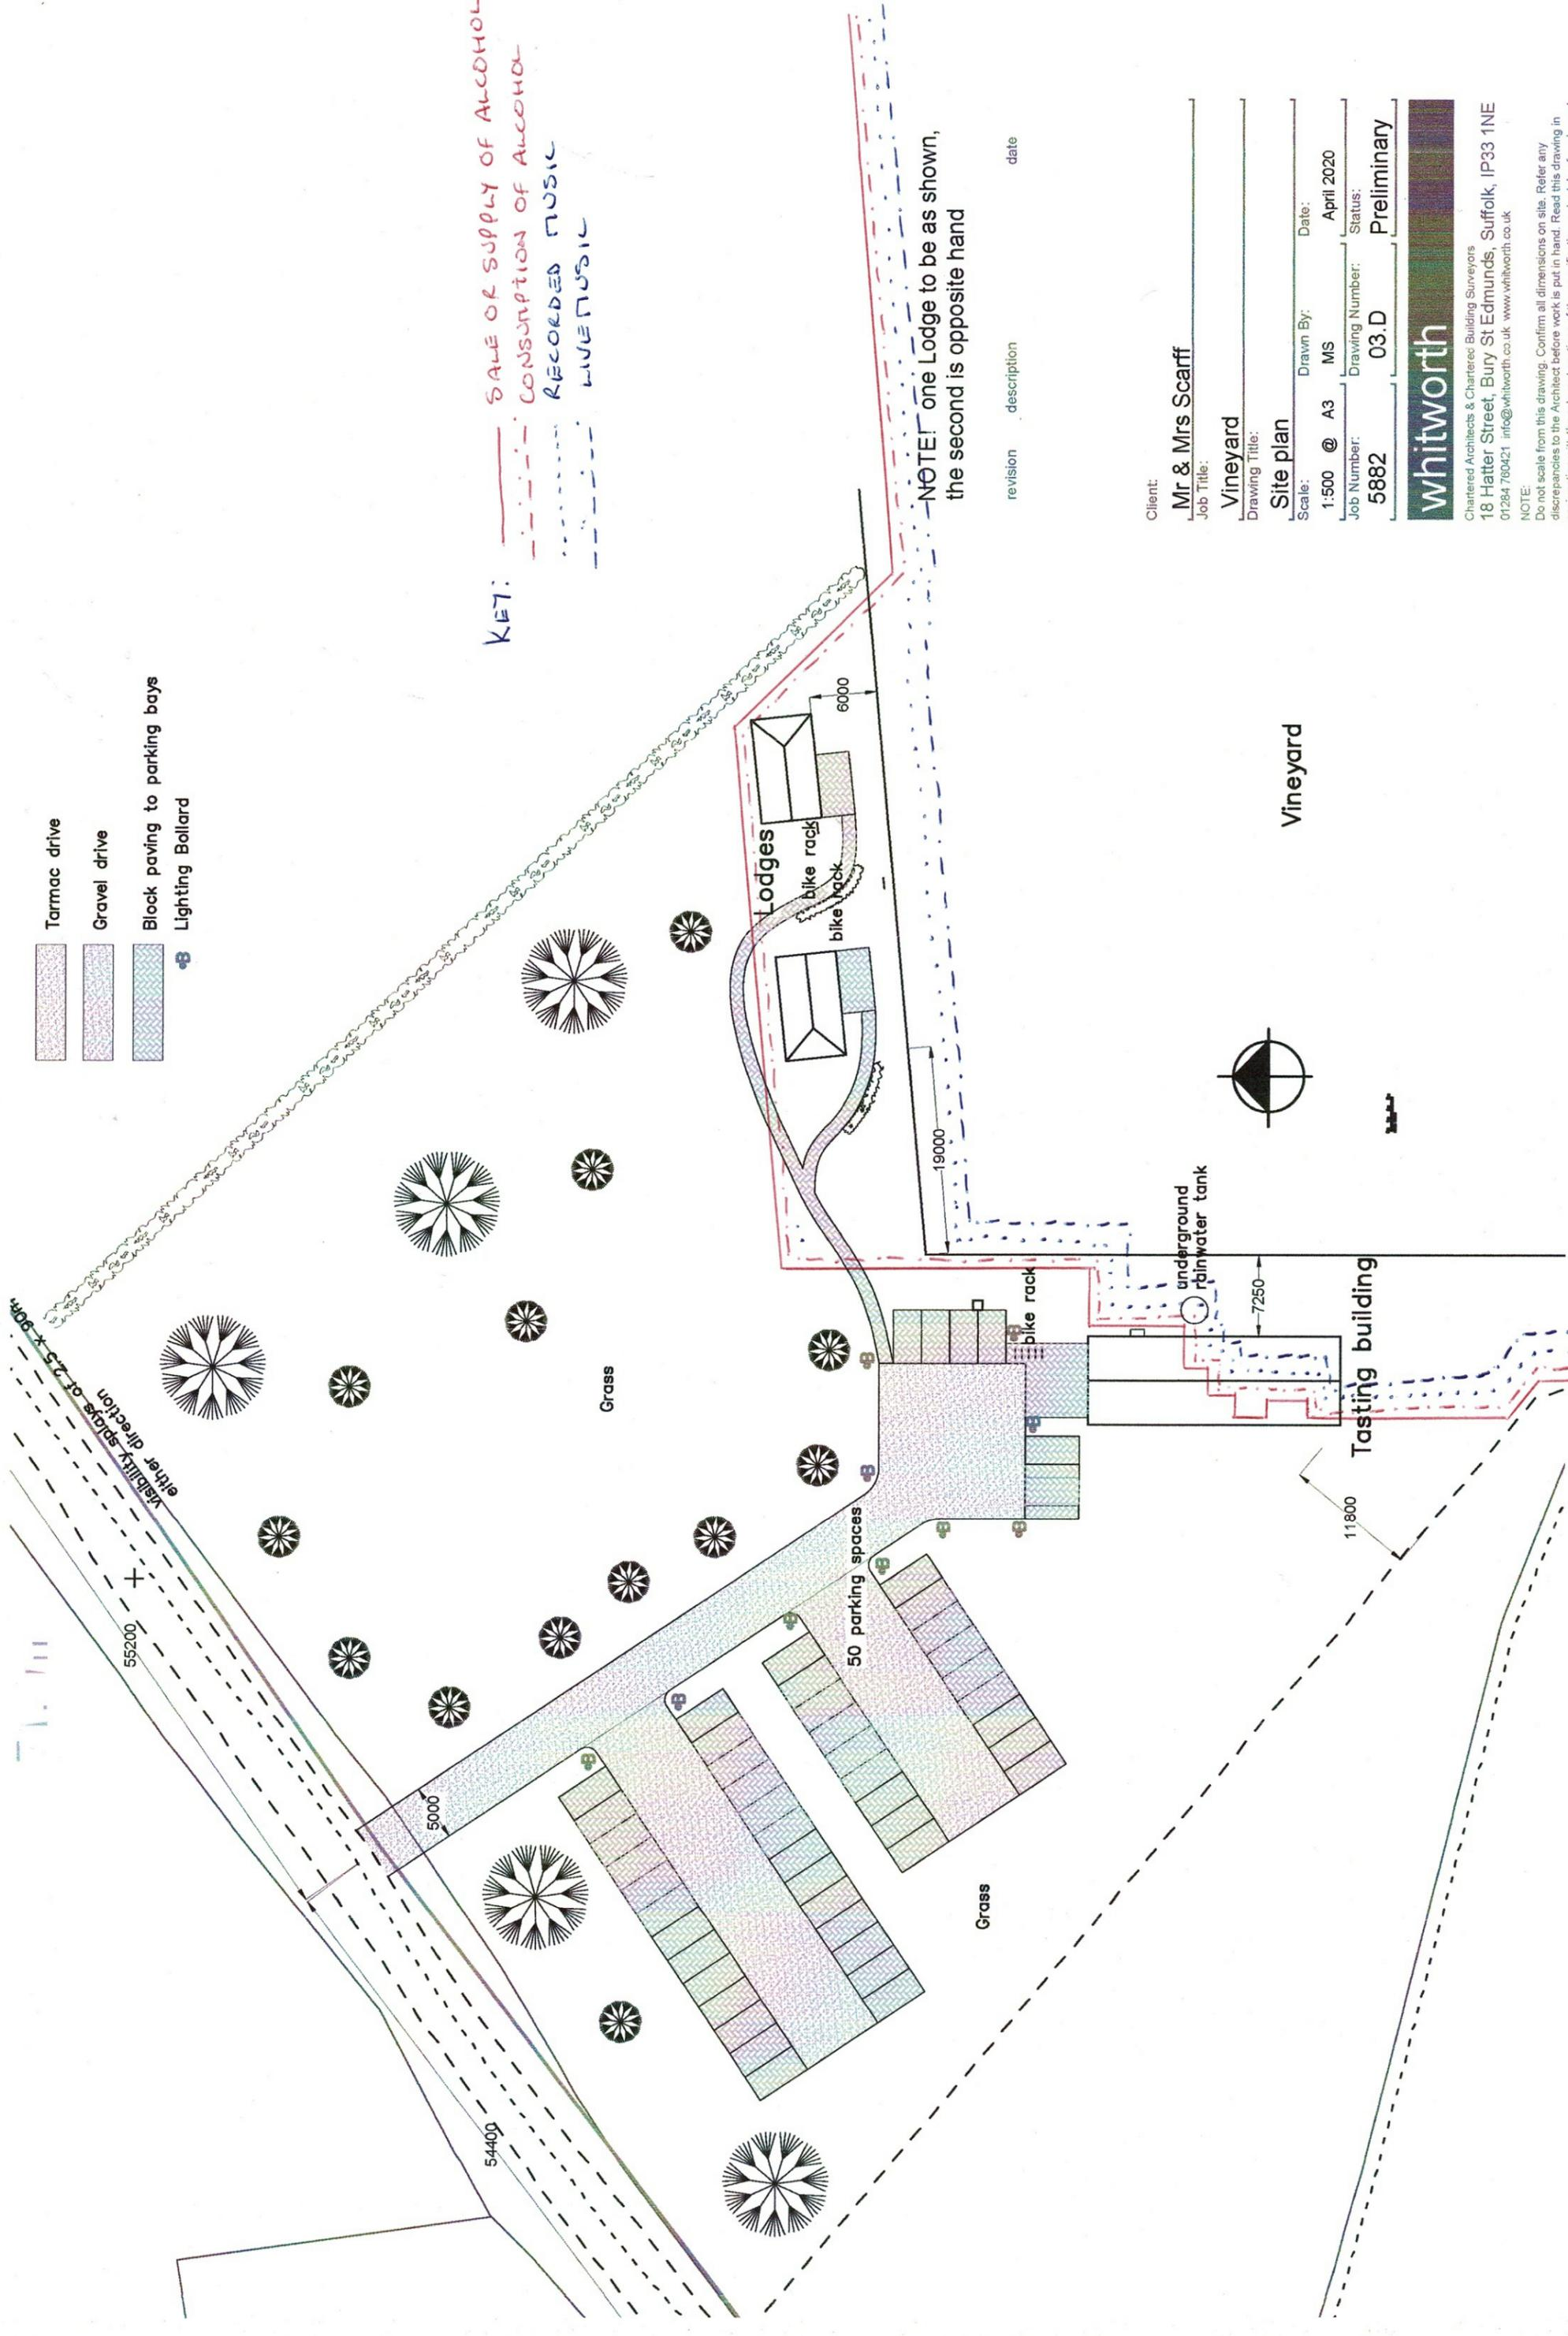 Tarmac drive
Gravel drive
Block paving to parking bays
Lighting Bollard
B
KEY:
SALE OR SUPPLY OF ALCOHOL
CONSUMPTION OF ALCOHOL
RECORDED MUSIC
LIVE MUSIC
visibility splays of 2.5 x 90m
either direction
55200
54400
5000
Grass
Grass
50 parking spaces
Lodges
bike rack
bike rack
6000
19000
bike rack
underground
rainwater tank
7250
Tasting building
11800
Vineyard
NOTE! one Lodge to be as shown,
the second is opposite hand
revision description date
Client:
Mr & Mrs Scarff
Job Title:
Vineyard
Drawing Title:
Site plan
Scale: Drawn By: Date:
1:500 @ A3 MS April 2020
Job Number: Drawing Number: Status:
5882 03.D Preliminary
whitworth
Chartered Architects & Chartered Building Surveyors
18 Hatter Street, Bury St Edmunds, Suffolk, IP33 1NE
01284 760421 info@whitworth.co.uk www.whitworth.co.uk
NOTE:
Do not scale from this drawing. Confirm all dimensions on site. Refer any
discrepancies to the Architect before work is put in hand. Read this drawing in